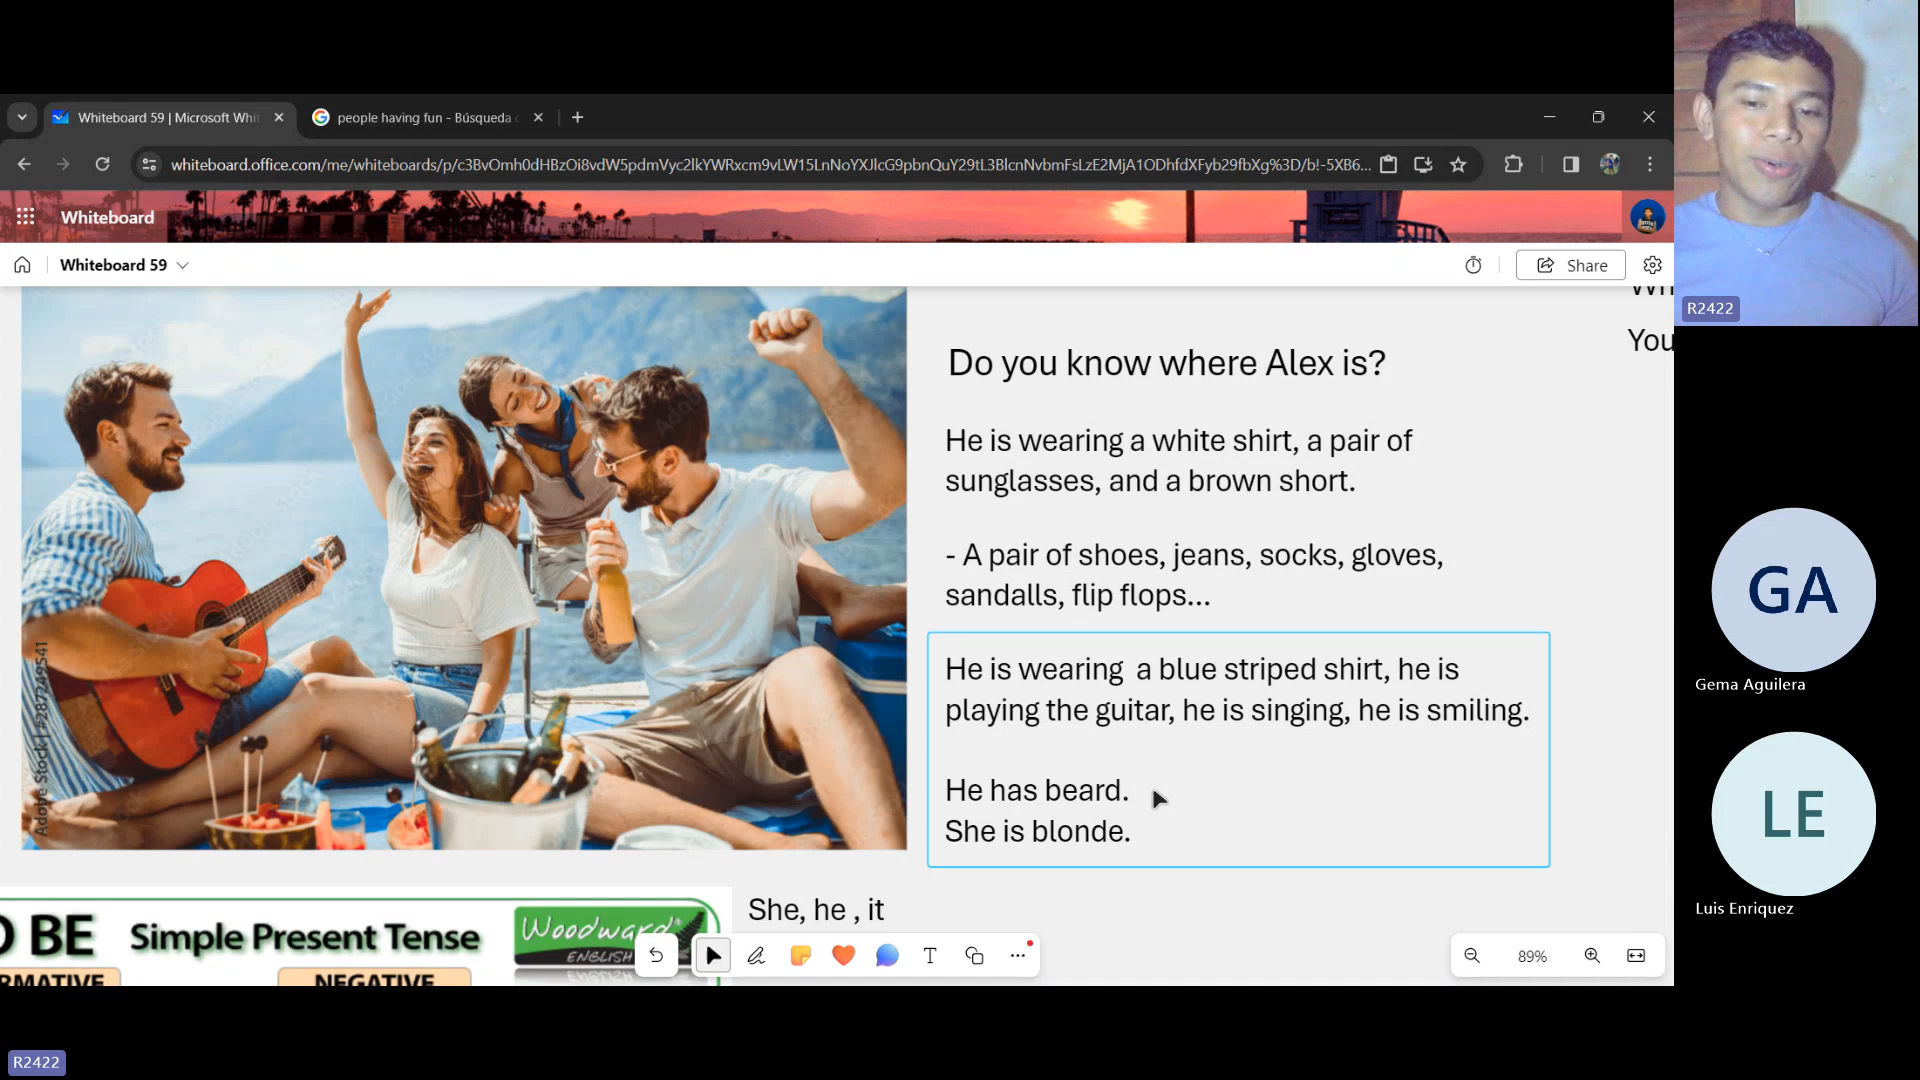 Whiteboard 59 | Microsoft Whi
people having fun - Búsqueda
whiteboard.office.com/me/whiteboards/p/c3BvOmh0dHBzOi8vdW5pdmVyc2lkYWRxcm9vLW15LnNoYXJlcG9pbnQuY29tL3BlcnNvbmFsLzE2MjA1ODhfdXFyb29fbXg%3D/b!-5XB6...
Whiteboard
Whiteboard 59
Share
You
R2422
Do you know where Alex is?
He is wearing a white shirt, a pair of
sunglasses, and a brown short.
- A pair of shoes, jeans, socks, gloves,
sandalls, flip flops...
He is wearing  a blue striped shirt, he is
playing the guitar, he is singing, he is smiling.
He has beard.
She is blonde.
Adobe Stock | #287249541
She, he , it
O BE
Simple Present Tense
Woodward
ENGLISH
RMATIVE
NEGATIVE
89%
GA
Gema Aguilera
LE
Luis Enriquez
R2422